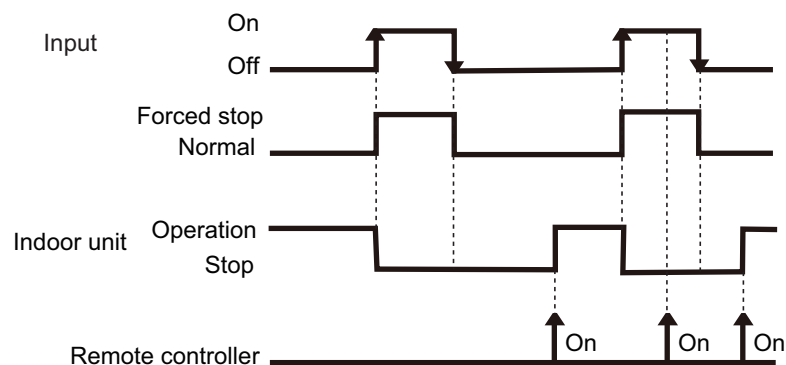 On
Input
Off
Forced stop
Normal
Operation
Indoor unit
Stop
On
On
On
Remote controller